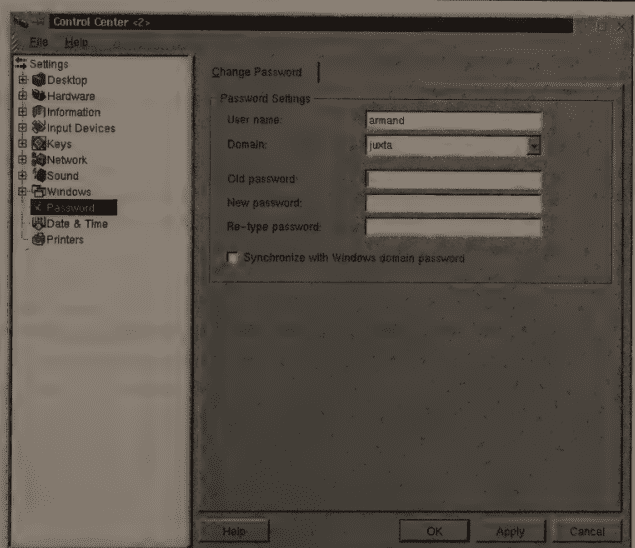 Control Center <2>
File Help
Settings
Desktop
Hardware
Information
Input Devices
Keys
Network
Sound
Windows
Password
Date & Time
Printers
Change Password
Password Settings
User name: armand
Domain: juxta
Old password:
New password:
Re-type password:
Synchronize with Windows domain password
Help OK Apply Cancel